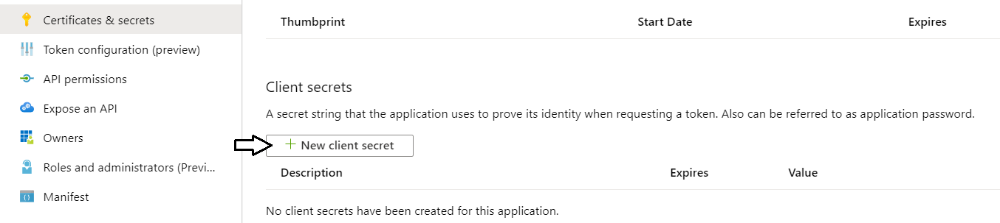 Certificates & secrets
Token configuration (preview)
API permissions
Expose an API
Owners
Roles and administrators (Previ...
Manifest
Thumbprint Start Date Expires
Client secrets
A secret string that the application uses to prove its identity when requesting a token. Also can be referred to as application password.
+ New client secret
Description Expires Value
No client secrets have been created for this application.